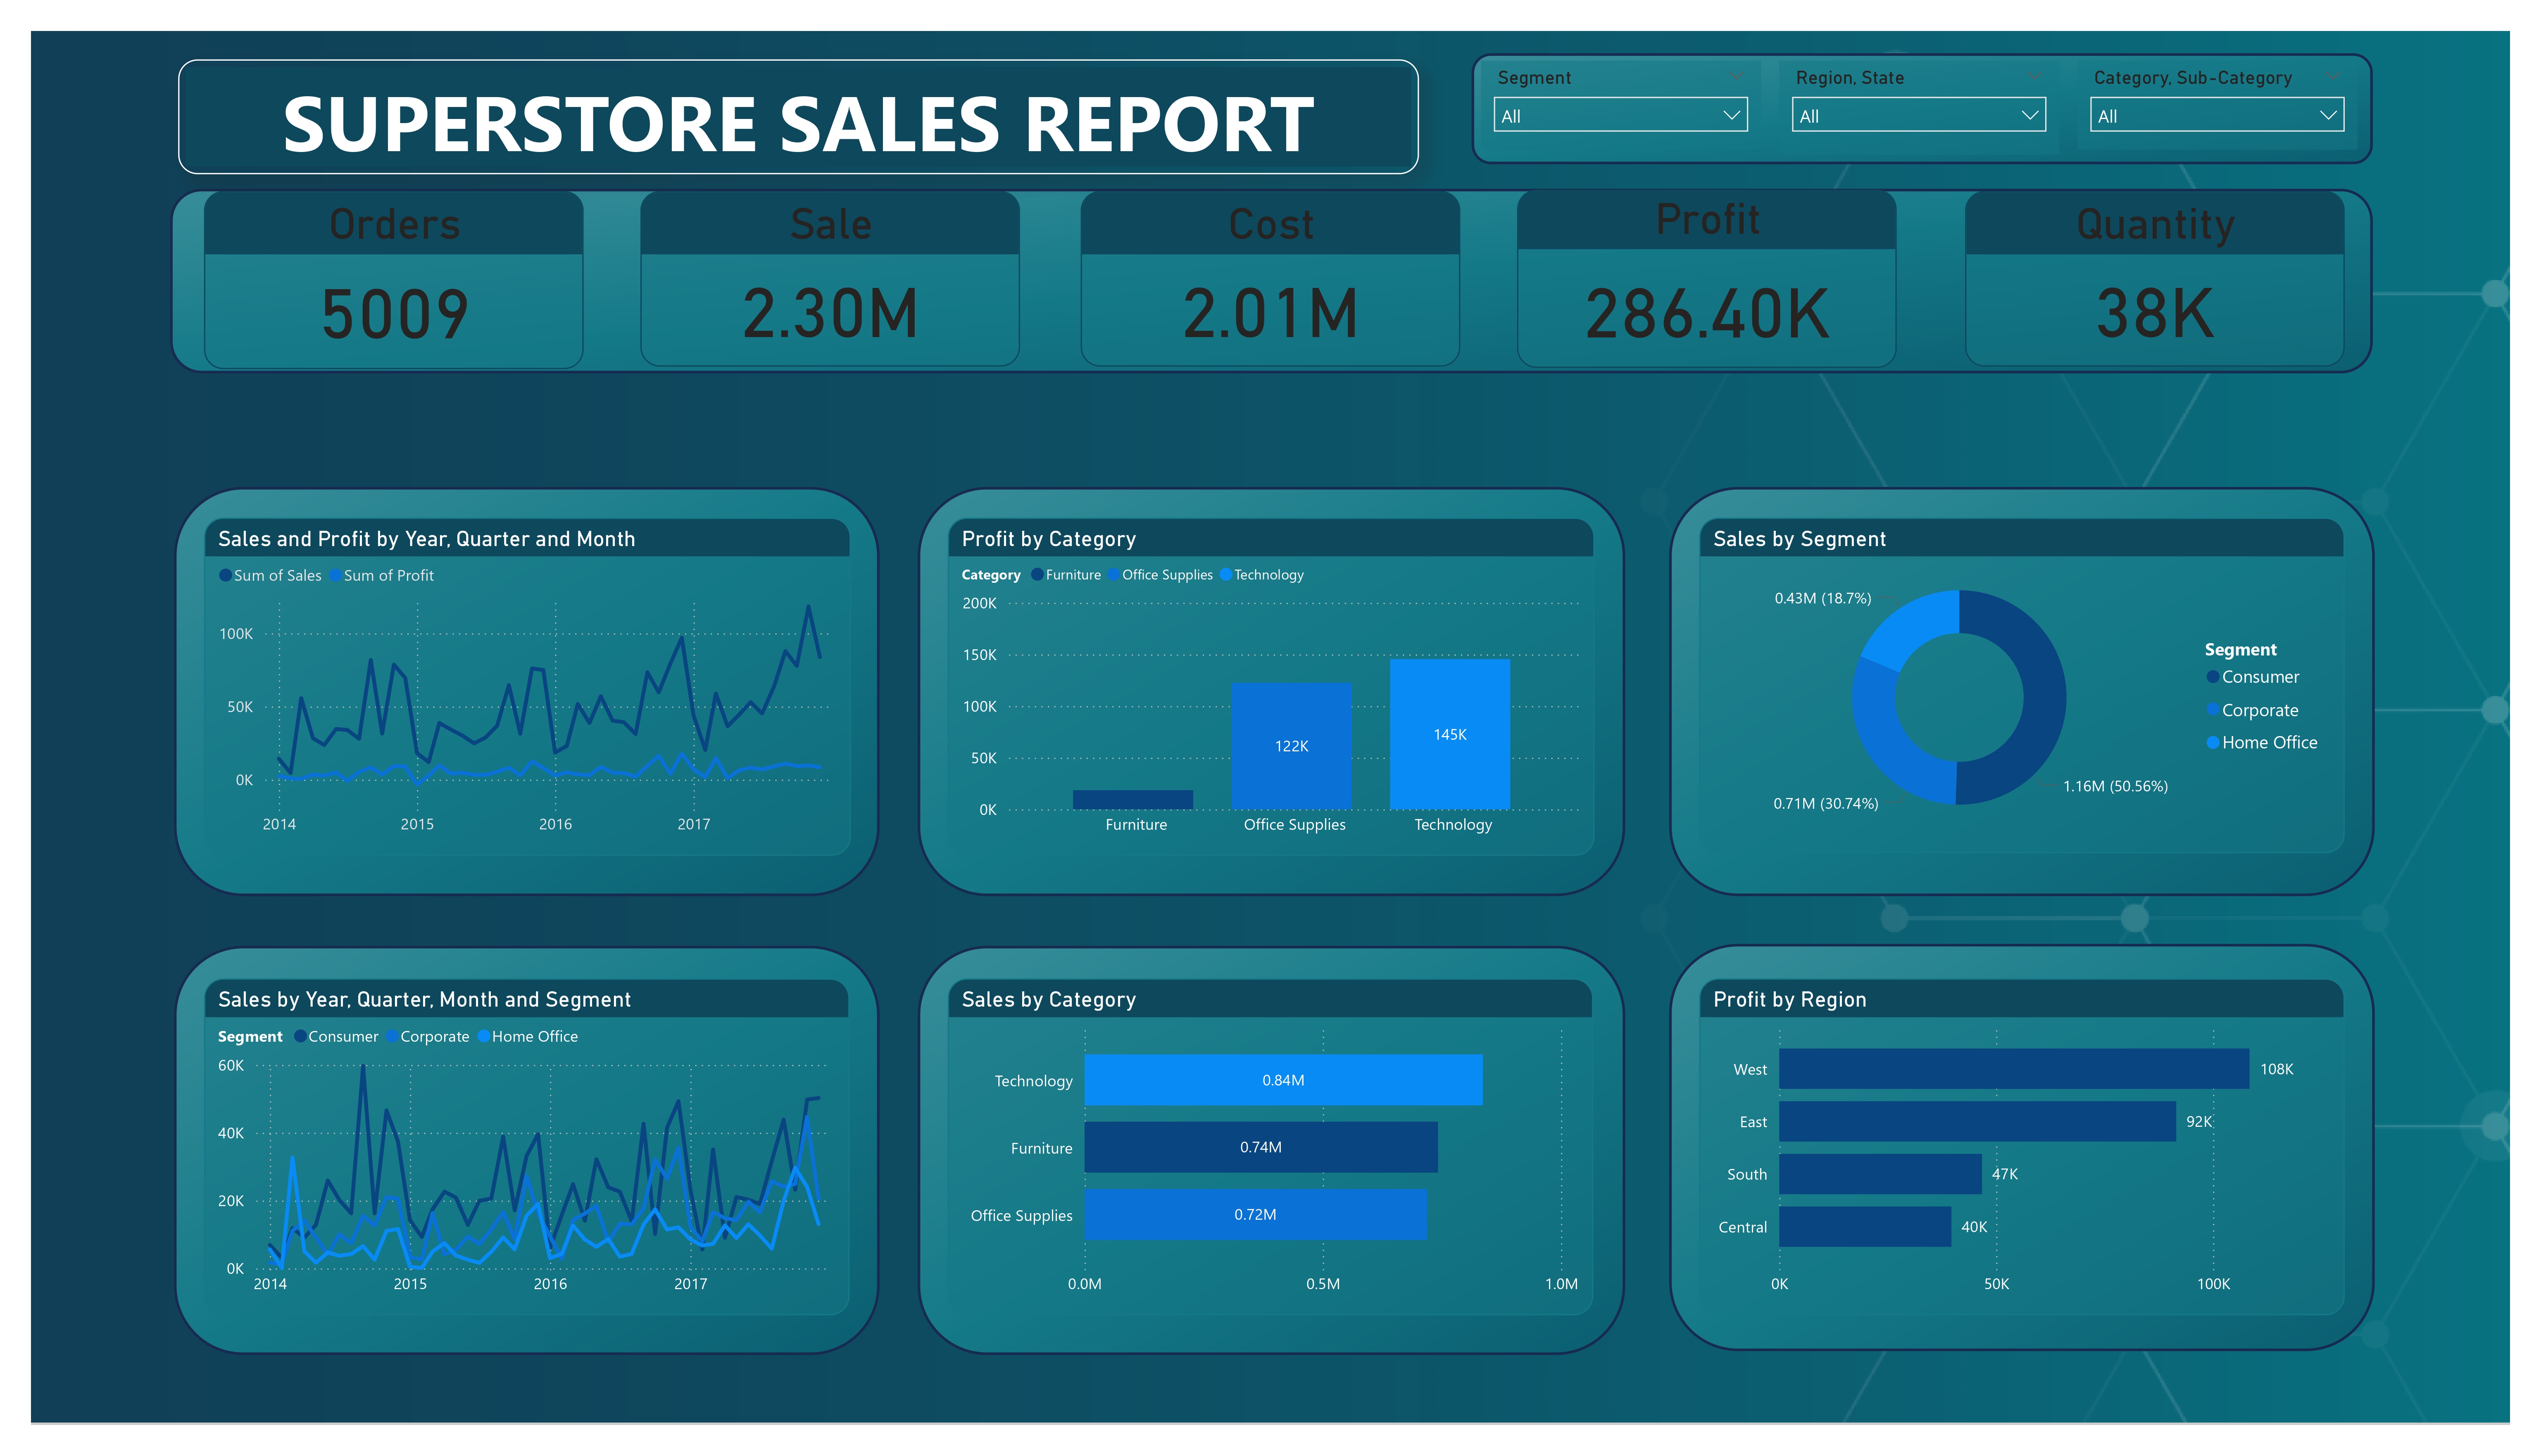 SUPERSTORE SALES REPORT
Segment
All
Region, State
All
Category, Sub-Category
All
Orders
5009
Sale
2.30M
Cost
2.01M
Profit
286.40K
Quantity
38K
Sales and Profit by Year, Quarter and Month
Sum of Sales Sum of Profit
100K
50K
0K
2014 2015 2016 2017
Profit by Category
Category Furniture Office Supplies Technology
200K
150K
100K
50K
0K
122K
145K
Furniture Office Supplies Technology
Sales by Segment
0.43M (18.7%)
0.71M (30.74%)
1.16M (50.56%)
Segment
Consumer
Corporate
Home Office
Sales by Year, Quarter, Month and Segment
Segment Consumer Corporate Home Office
60K
40K
20K
0K
2014 2015 2016 2017
Sales by Category
Technology 0.84M
Furniture 0.74M
Office Supplies 0.72M
0.0M 0.5M 1.0M
Profit by Region
West 108K
East 92K
South 47K
Central 40K
0K 50K 100K